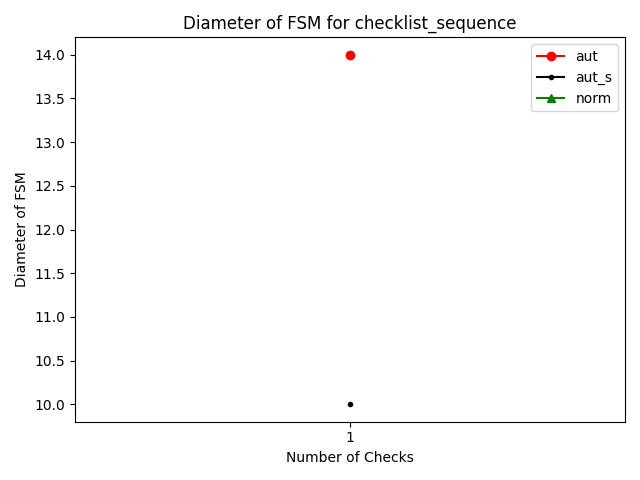 Diameter of FSM for checklist_sequence
14.0
13.5
13.0
12.5
12.0
11.5
11.0
10.5
10.0
Diameter of FSM
aut
aut_s
norm
1
Number of Checks